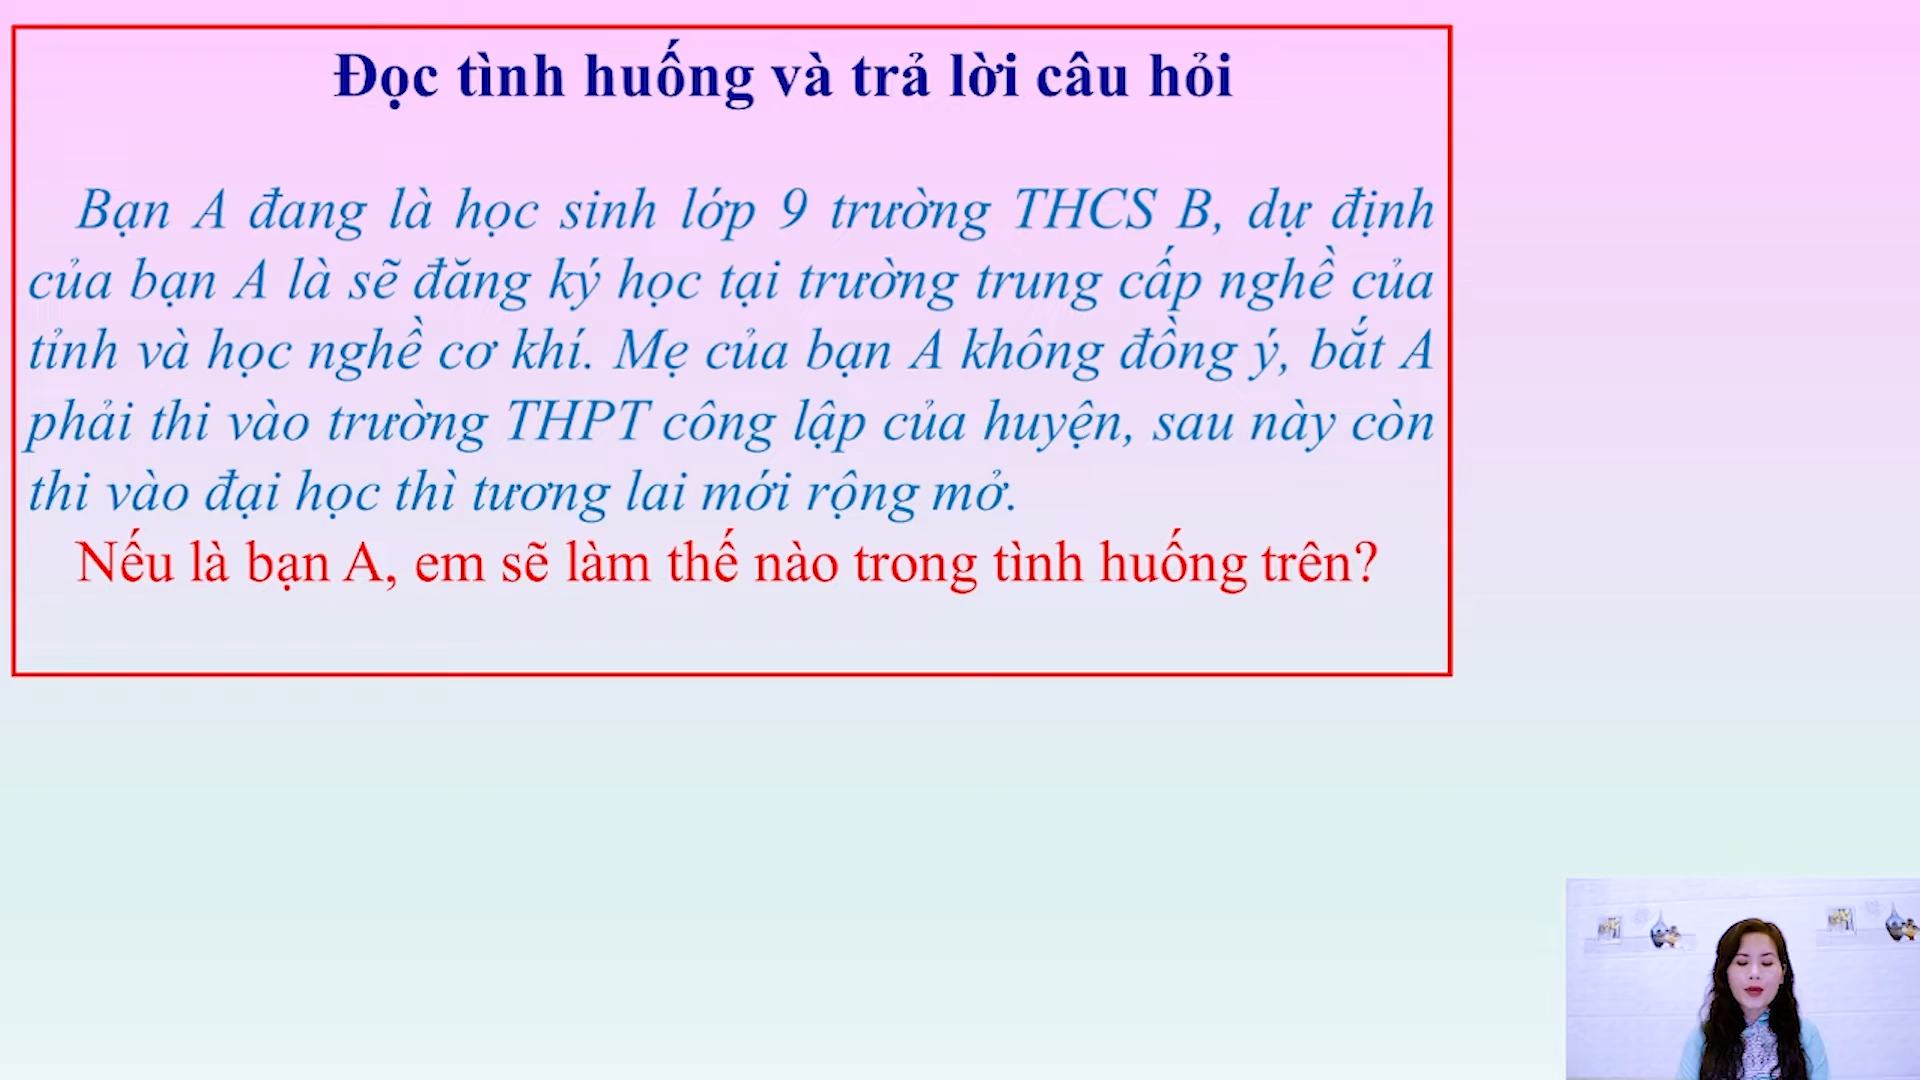 Đọc tình huống và trả lời câu hỏi
Bạn A đang là học sinh lớp 9 trường THCS B, dự định
của bạn A là sẽ đăng ký học tại trường trung cấp nghề của
tỉnh và học nghề cơ khí. Mẹ của bạn A không đồng ý, bắt A
phải thi vào trường THPT công lập của huyện, sau này còn
thi vào đại học thì tương lai mới rộng mở.
Nếu là bạn A, em sẽ làm thế nào trong tình huống trên?